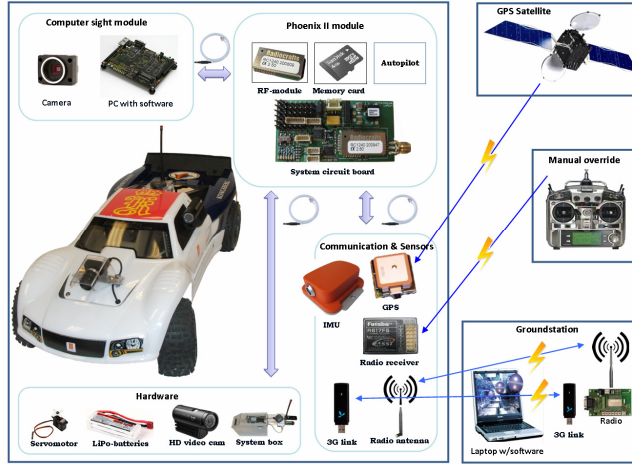 Computer sight module
Camera
PC with software
Phoenix II module
RF-module
Memory card
Autopilot
System circuit board
Communication & Sensors
IMU
GPS
Futaba
Radio receiver
3G link
Radio antenna
Hardware
Servomotor
LiPo-batteries
HD video cam
System box
GPS Satellite
Manual override
Groundstation
Laptop w/software
3G link
Radio